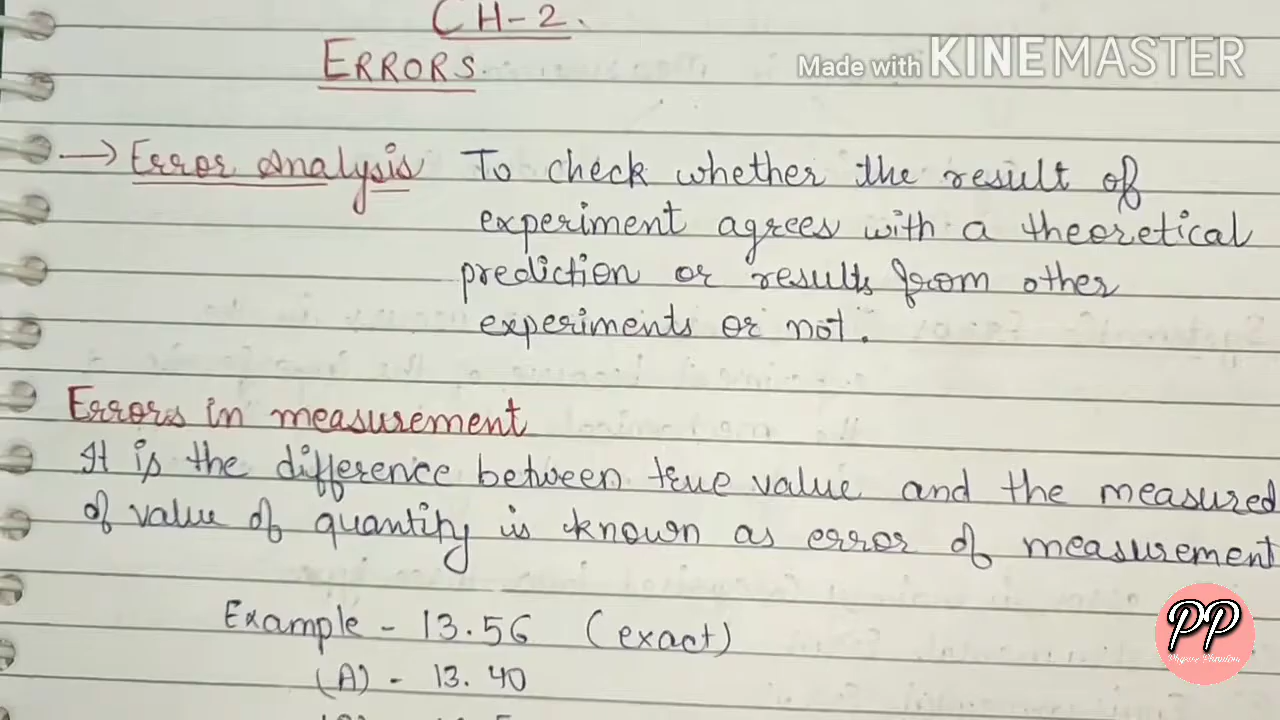 CH-2.
ERRORS.
Made with KINEMASTER
→ Error Analysis To check whether the result of
experiment agrees with a theoretical
prediction or results from other
experiments or not.
Errors in measurement
It is the difference between true value and the measured
of value of quantity is known as error of measurement
Example - 13.56 (exact)
(A) - 13.40
PP